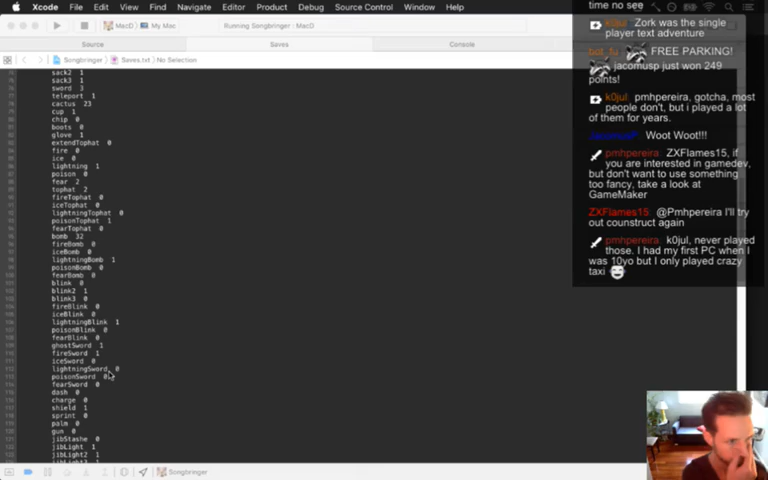 Xcode File Edit View Find Navigate Editor Product Debug Source Control Window Help
MacD My Mac
Running Songbringer : MacD
Source Saves Console
Songbringer Saves.txt No Selection
sack2 1
sack3 1
sword 3
teleport 1
cactus 23
cup 1
chip 0
boots 0
glove 1
extendTophat 0
fire 0
ice 0
lightning 1
poison 0
fear 2
tophat 2
fireTophat 0
iceTophat 0
lightningTophat 0
poisonTophat 1
fearTophat 0
bomb 32
fireBomb 0
iceBomb 0
lightningBomb 1
poisonBomb 0
fearBomb 0
blink 0
blink2 1
blink3 0
fireBlink 0
iceBlink 0
lightningBlink 1
poisonBlink 0
fearBlink 0
ghostSword 1
fireSword 1
iceSword 0
lightningSword 0
poisonSword 0
fearSword 0
dash 0
charge 0
shield 1
sprint 0
palm 0
gun 0
jibStashe 0
jibLight 1
jibLight2 1
Songbringer
time no see
k0jul: Zork was the single
player text adventure
FREE PARKING!
jacomusp just won 249
points!
k0jul: pmhpereira, gotcha, most
people don't, but i played a lot
of them for years.
Woot Woot!!!
pmhpereira: ZXFlames15, if
you are interested in gamedev,
but don't want to use something
too fancy, take a look at
GameMaker
ZXFlames15: @Pmhpereira I'll try
out counstruct again
pmhpereira: k0jul, never played
those. I had my first PC when I
was 10yo but I only played crazy
taxi